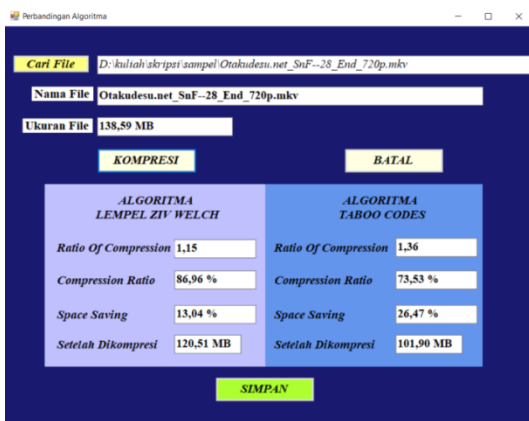 Perbandingan Algoritma
Cari File D:\kuliah\skripsi\sampel\Otakudesu.net_SnF--28_End_720p.mkv
Nama File Otakudesu.net_SnF--28_End_720p.mkv
Ukuran File 138,59 MB
KOMPRESI BATAL
ALGORITMA
LEMPEL ZIV WELCH
Ratio Of Compression 1,15
Compression Ratio 86,96 %
Space Saving 13,04 %
Setelah Dikompresi 120,51 MB
ALGORITMA
TABOO CODES
Ratio Of Compression 1,36
Compression Ratio 73,53 %
Space Saving 26,47 %
Setelah Dikompresi 101,90 MB
SIMPAN